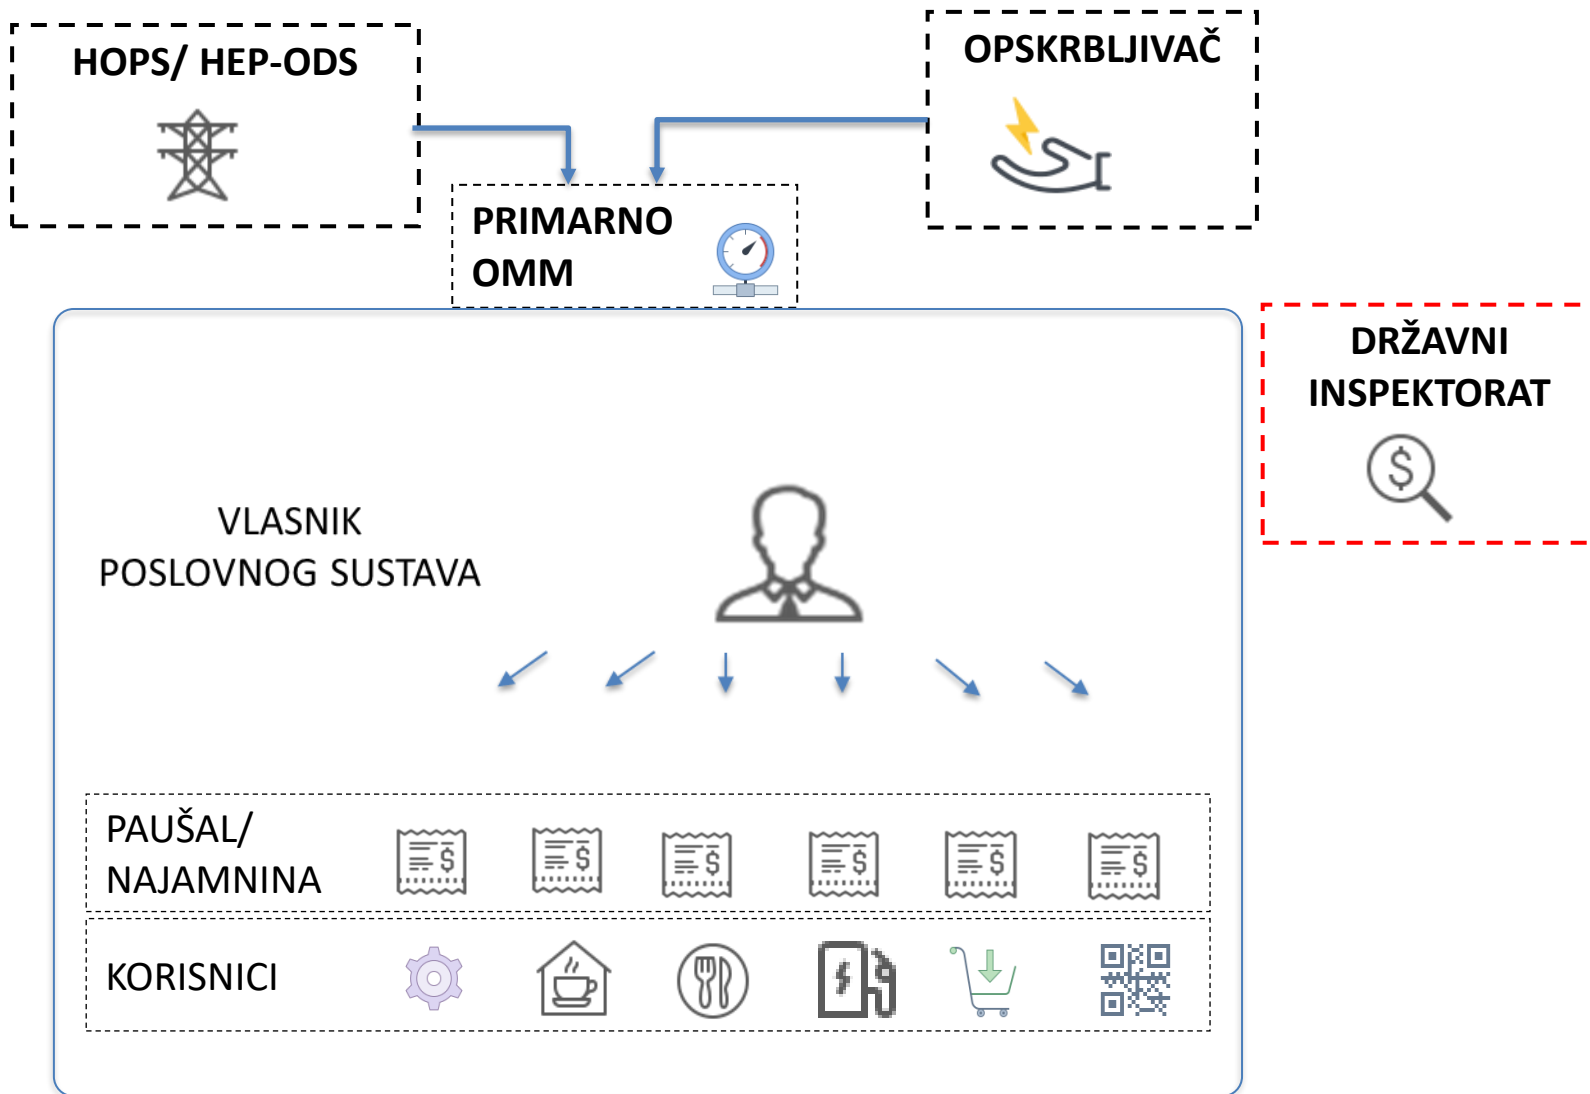 HOPS/ HEP-ODS
OPSKRBLJIVAČ
PRIMARNO
OMM
DRŽAVNI
INSPEKTORAT
$
VLASNIK
POSLOVNOG SUSTAVA
PAUŠAL/
NAJAMNINA
$ $ $ $ $ $
KORISNICI